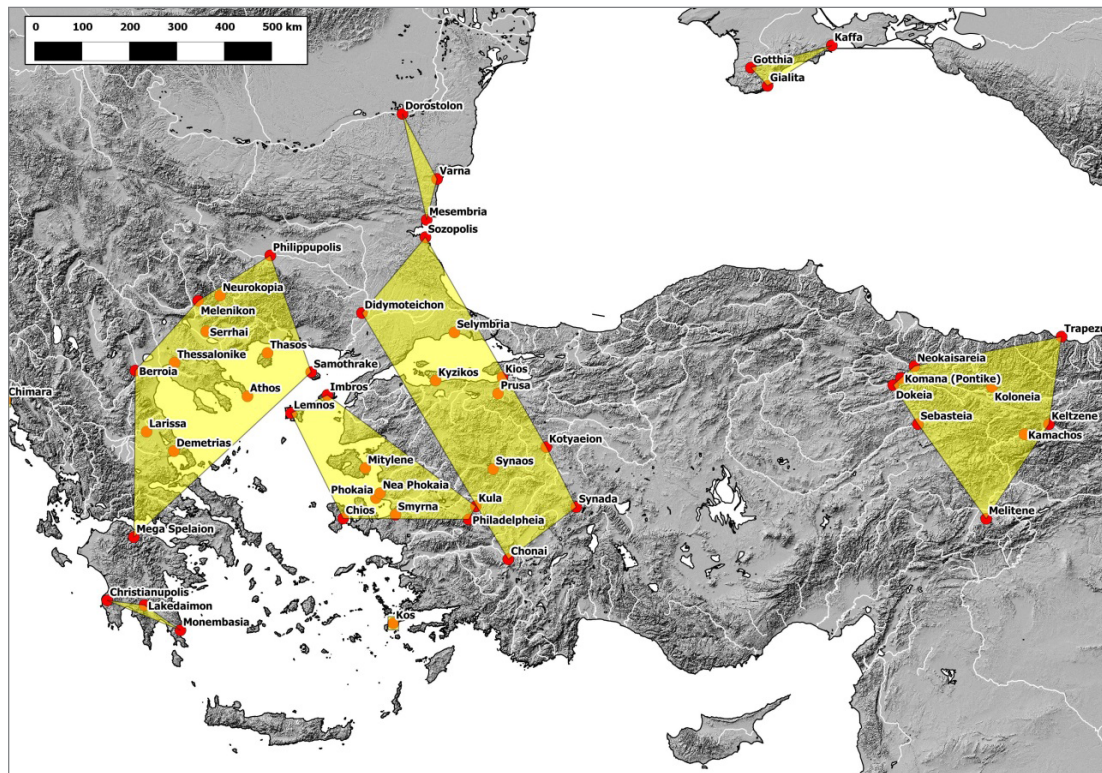 0 100 200 300 400 500 km
Kaffa
Gotthia
Gialita
Dorostolon
Varna
Mesembria
Sozopolis
Philippupolis
Neurokopia
Melenikon
Didymoteichon
Serrhai
Selymbria
Trapezu
Thasos
Thessalonike
Samothrake
Berroia
Neokaisareia
Kios
Komana (Pontike)
Kyzikos
Prusa
Imbros
Athos
Chimara
Dokeia
Koloneia
Lemnos
Larissa
Sebasteia
Keltzene
Kamachos
Demetrias
Kotyaeion
Mitylene
Synaos
Nea Phokaia
Phokaia
Kula
Synada
Chios
Smyrna
Philadelpheia
Melitene
Mega Spelaion
Chonai
Christianupolis
Lakedaimon
Kos
Monembasia